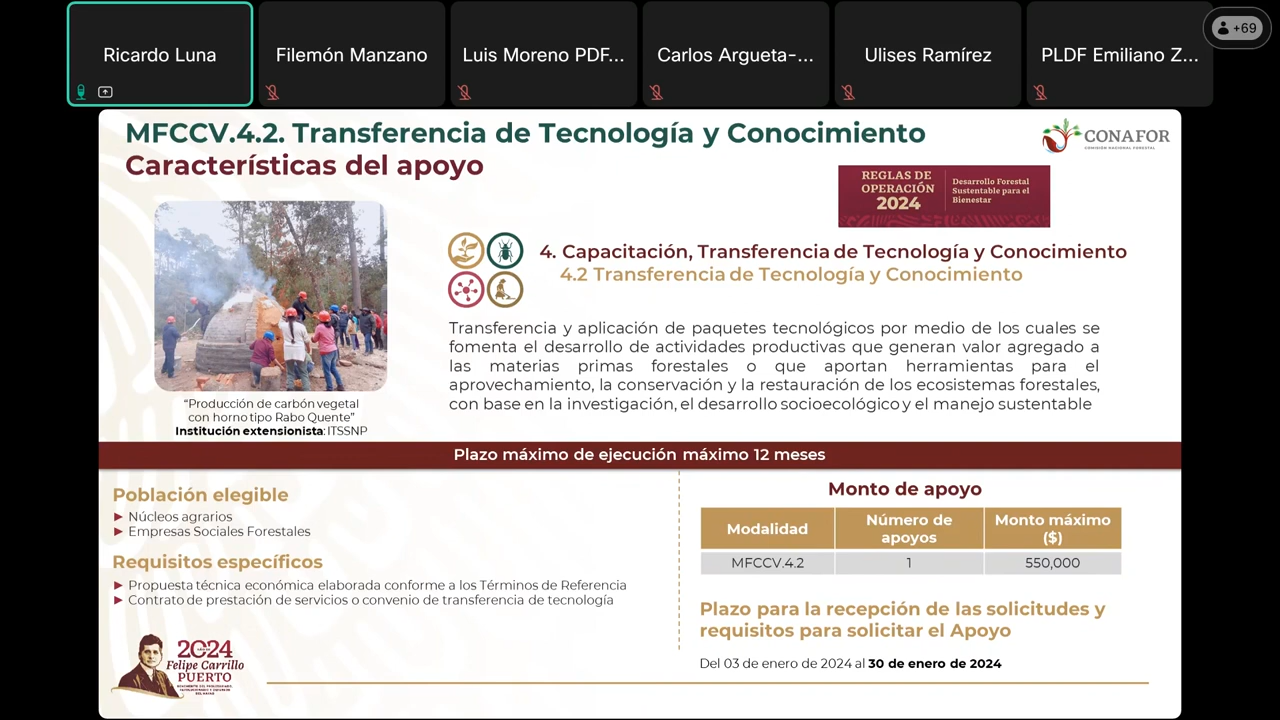 Ricardo Luna
Filemón Manzano
Luis Moreno PDF...
Carlos Argueta-...
Ulises Ramírez
PLDF Emiliano Z...
+69
MFCCV.4.2. Transferencia de Tecnología y Conocimiento
Características del apoyo
CONAFOR
COMISIÓN NACIONAL FORESTAL
REGLAS DE
OPERACIÓN
2024
Desarrollo Forestal
Sustentable para el
Bienestar
4. Capacitación, Transferencia de Tecnología y Conocimiento
4.2 Transferencia de Tecnología y Conocimiento
Transferencia y aplicación de paquetes tecnológicos por medio de los cuales se
fomenta el desarrollo de actividades productivas que generan valor agregado a
las materias primas forestales o que aportan herramientas para el
aprovechamiento, la conservación y la restauración de los ecosistemas forestales,
con base en la investigación, el desarrollo socioecológico y el manejo sustentable
“Producción de carbón vegetal
con horno tipo Rabo Quente”
Institución extensionista: ITSSNP
Plazo máximo de ejecución máximo 12 meses
Población elegible
Núcleos agrarios
Empresas Sociales Forestales
Requisitos específicos
Propuesta técnica económica elaborada conforme a los Términos de Referencia
Contrato de prestación de servicios o convenio de transferencia de tecnología
Monto de apoyo
Modalidad
Número de
apoyos
Monto máximo
($)
MFCCV.4.2
1
550,000
Plazo para la recepción de las solicitudes y
requisitos para solicitar el Apoyo
Del 03 de enero de 2024 al 30 de enero de 2024
2024
Felipe Carrillo
PUERTO